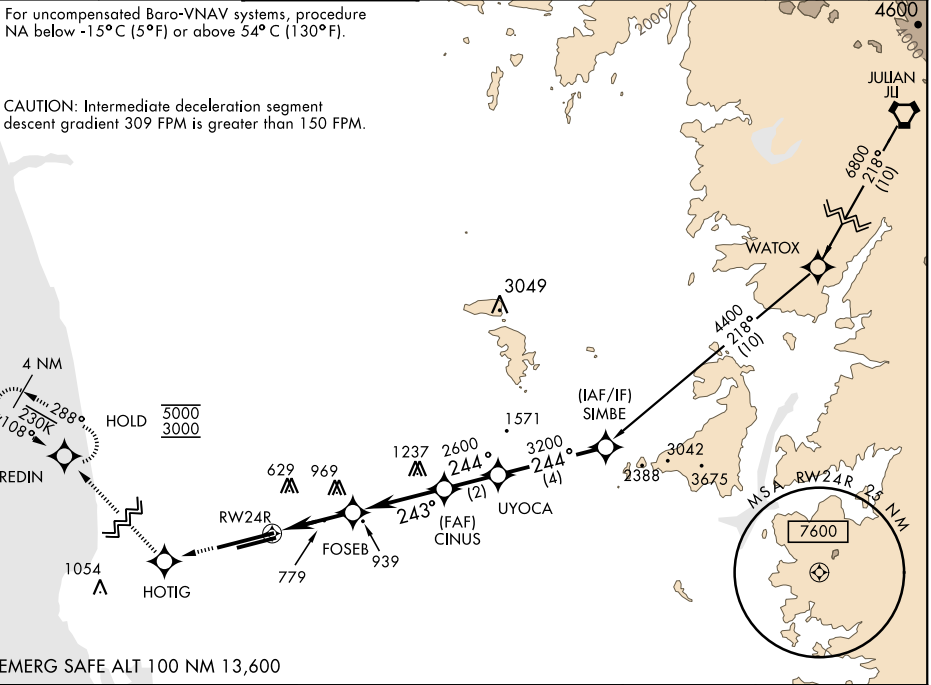 For uncompensated Baro-VNAV systems, procedure
NA below -15°C (5°F) or above 54°C (130°F).
4600
2000
4000
JULIAN
JLI
CAUTION: Intermediate deceleration segment
descent gradient 309 FPM is greater than 150 FPM.
6800
218°
(10)
WATOX
3049
4400
218°
(10)
4 NM
288°
230K
108°
HOLD 5000
3000
REDIN
(IAF/IF)
SIMBE
1571
1237
2600
244°
(2)
3200
244°
(4)
3042
2388
3675
629
969
UYOCA
MSA RW24R 25 NM
7600
RW24R
243°
(FAF)
CINUS
FOSEB
939
779
1054
HOTIG
EMERG SAFE ALT 100 NM 13,600